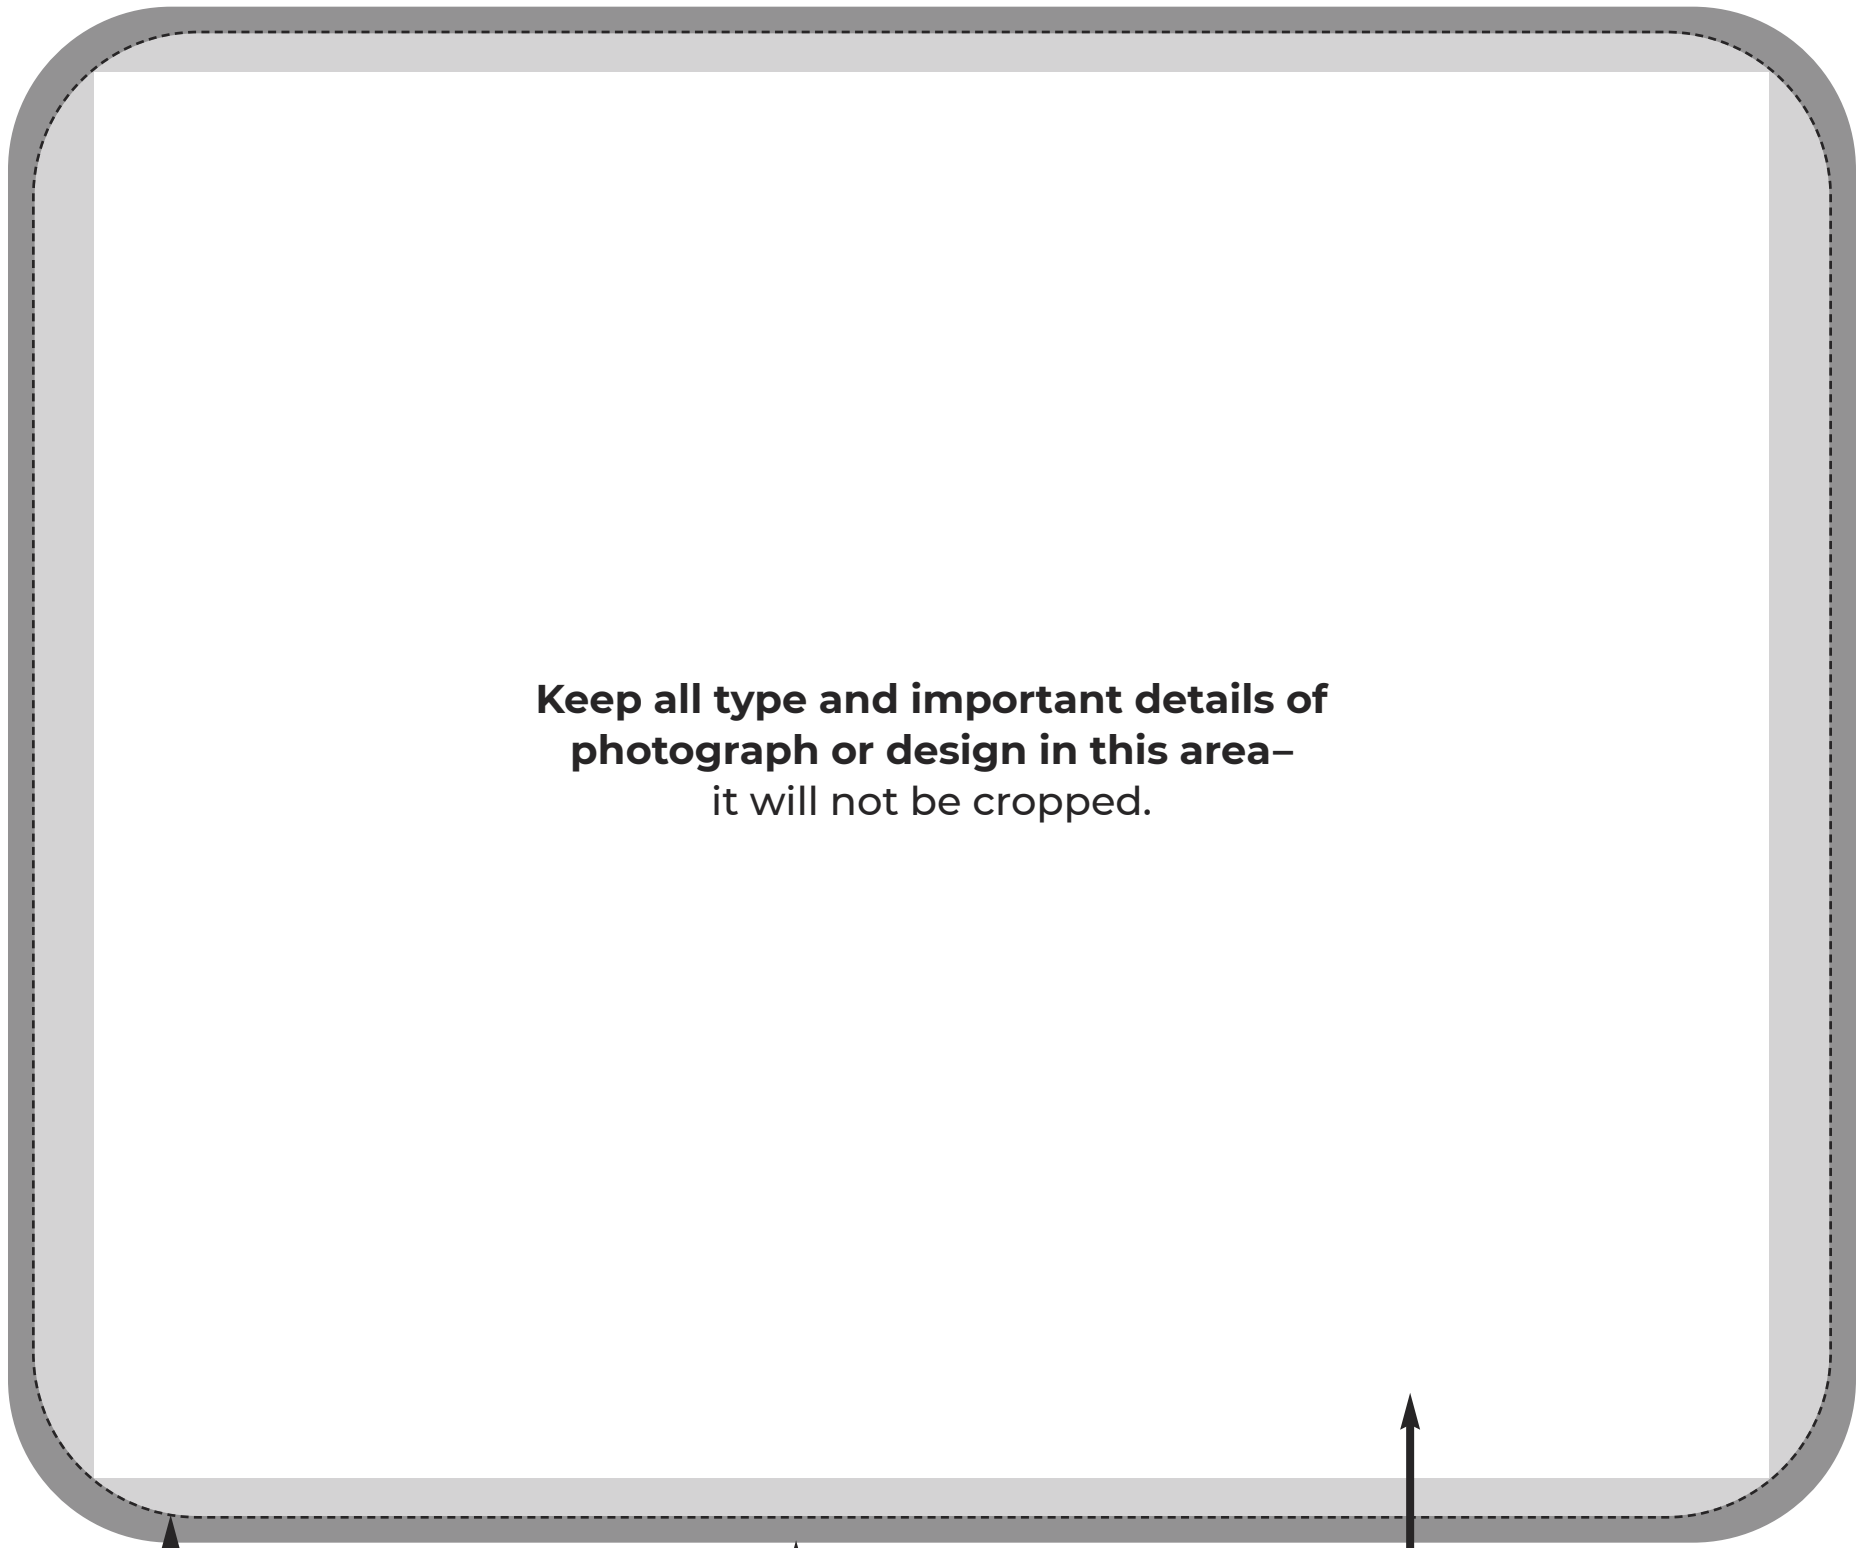 Keep all type and important details of
photograph or design in this area–
it will not be cropped.